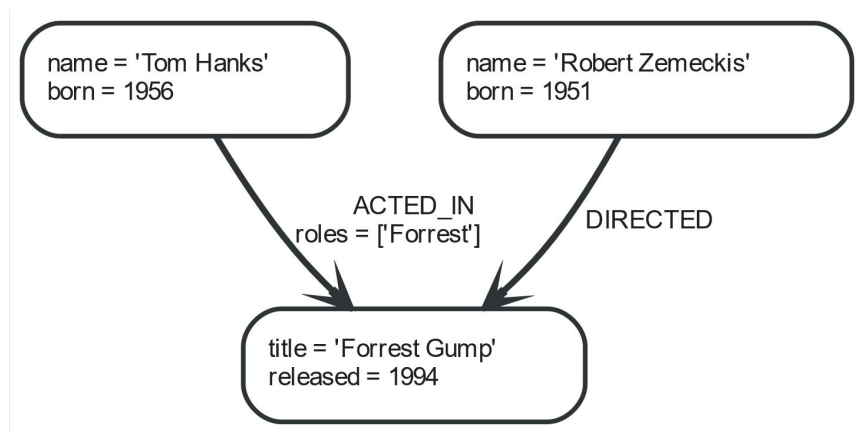 name = 'Tom Hanks'
born = 1956
name = 'Robert Zemeckis'
born = 1951
ACTED_IN
roles = ['Forrest']
DIRECTED
title = 'Forrest Gump'
released = 1994